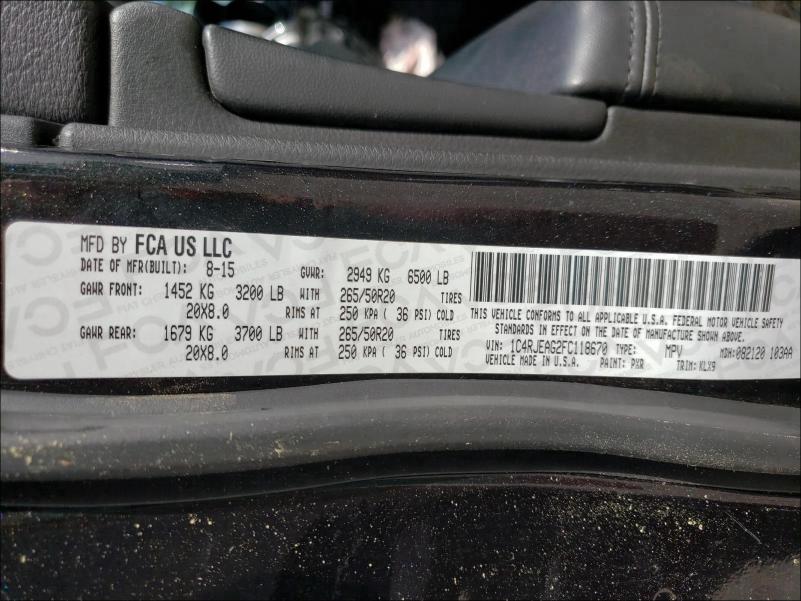 MFD BY FCA US LLC
DATE OF MFR(BUILT): 8-15 GVWR: 2949 KG 6500 LB
GAWR FRONT: 1452 KG 3200 LB WITH 265/50R20 TIRES
20X8.0 RIMS AT 250 KPA ( 36 PSI) COLD
GAWR REAR: 1679 KG 3700 LB WITH 265/50R20 TIRES
20X8.0 RIMS AT 250 KPA ( 36 PSI) COLD
THIS VEHICLE CONFORMS TO ALL APPLICABLE U.S.A. FEDERAL MOTOR VEHICLE SAFETY
STANDARDS IN EFFECT ON THE DATE OF MANUFACTURE SHOWN ABOVE.
VIN: 1C4RJEAG2FC118670 TYPE: MPV MDH: 082120 103AA
VEHICLE MADE IN U.S.A. PAINT: PXR TRIM: KLX9